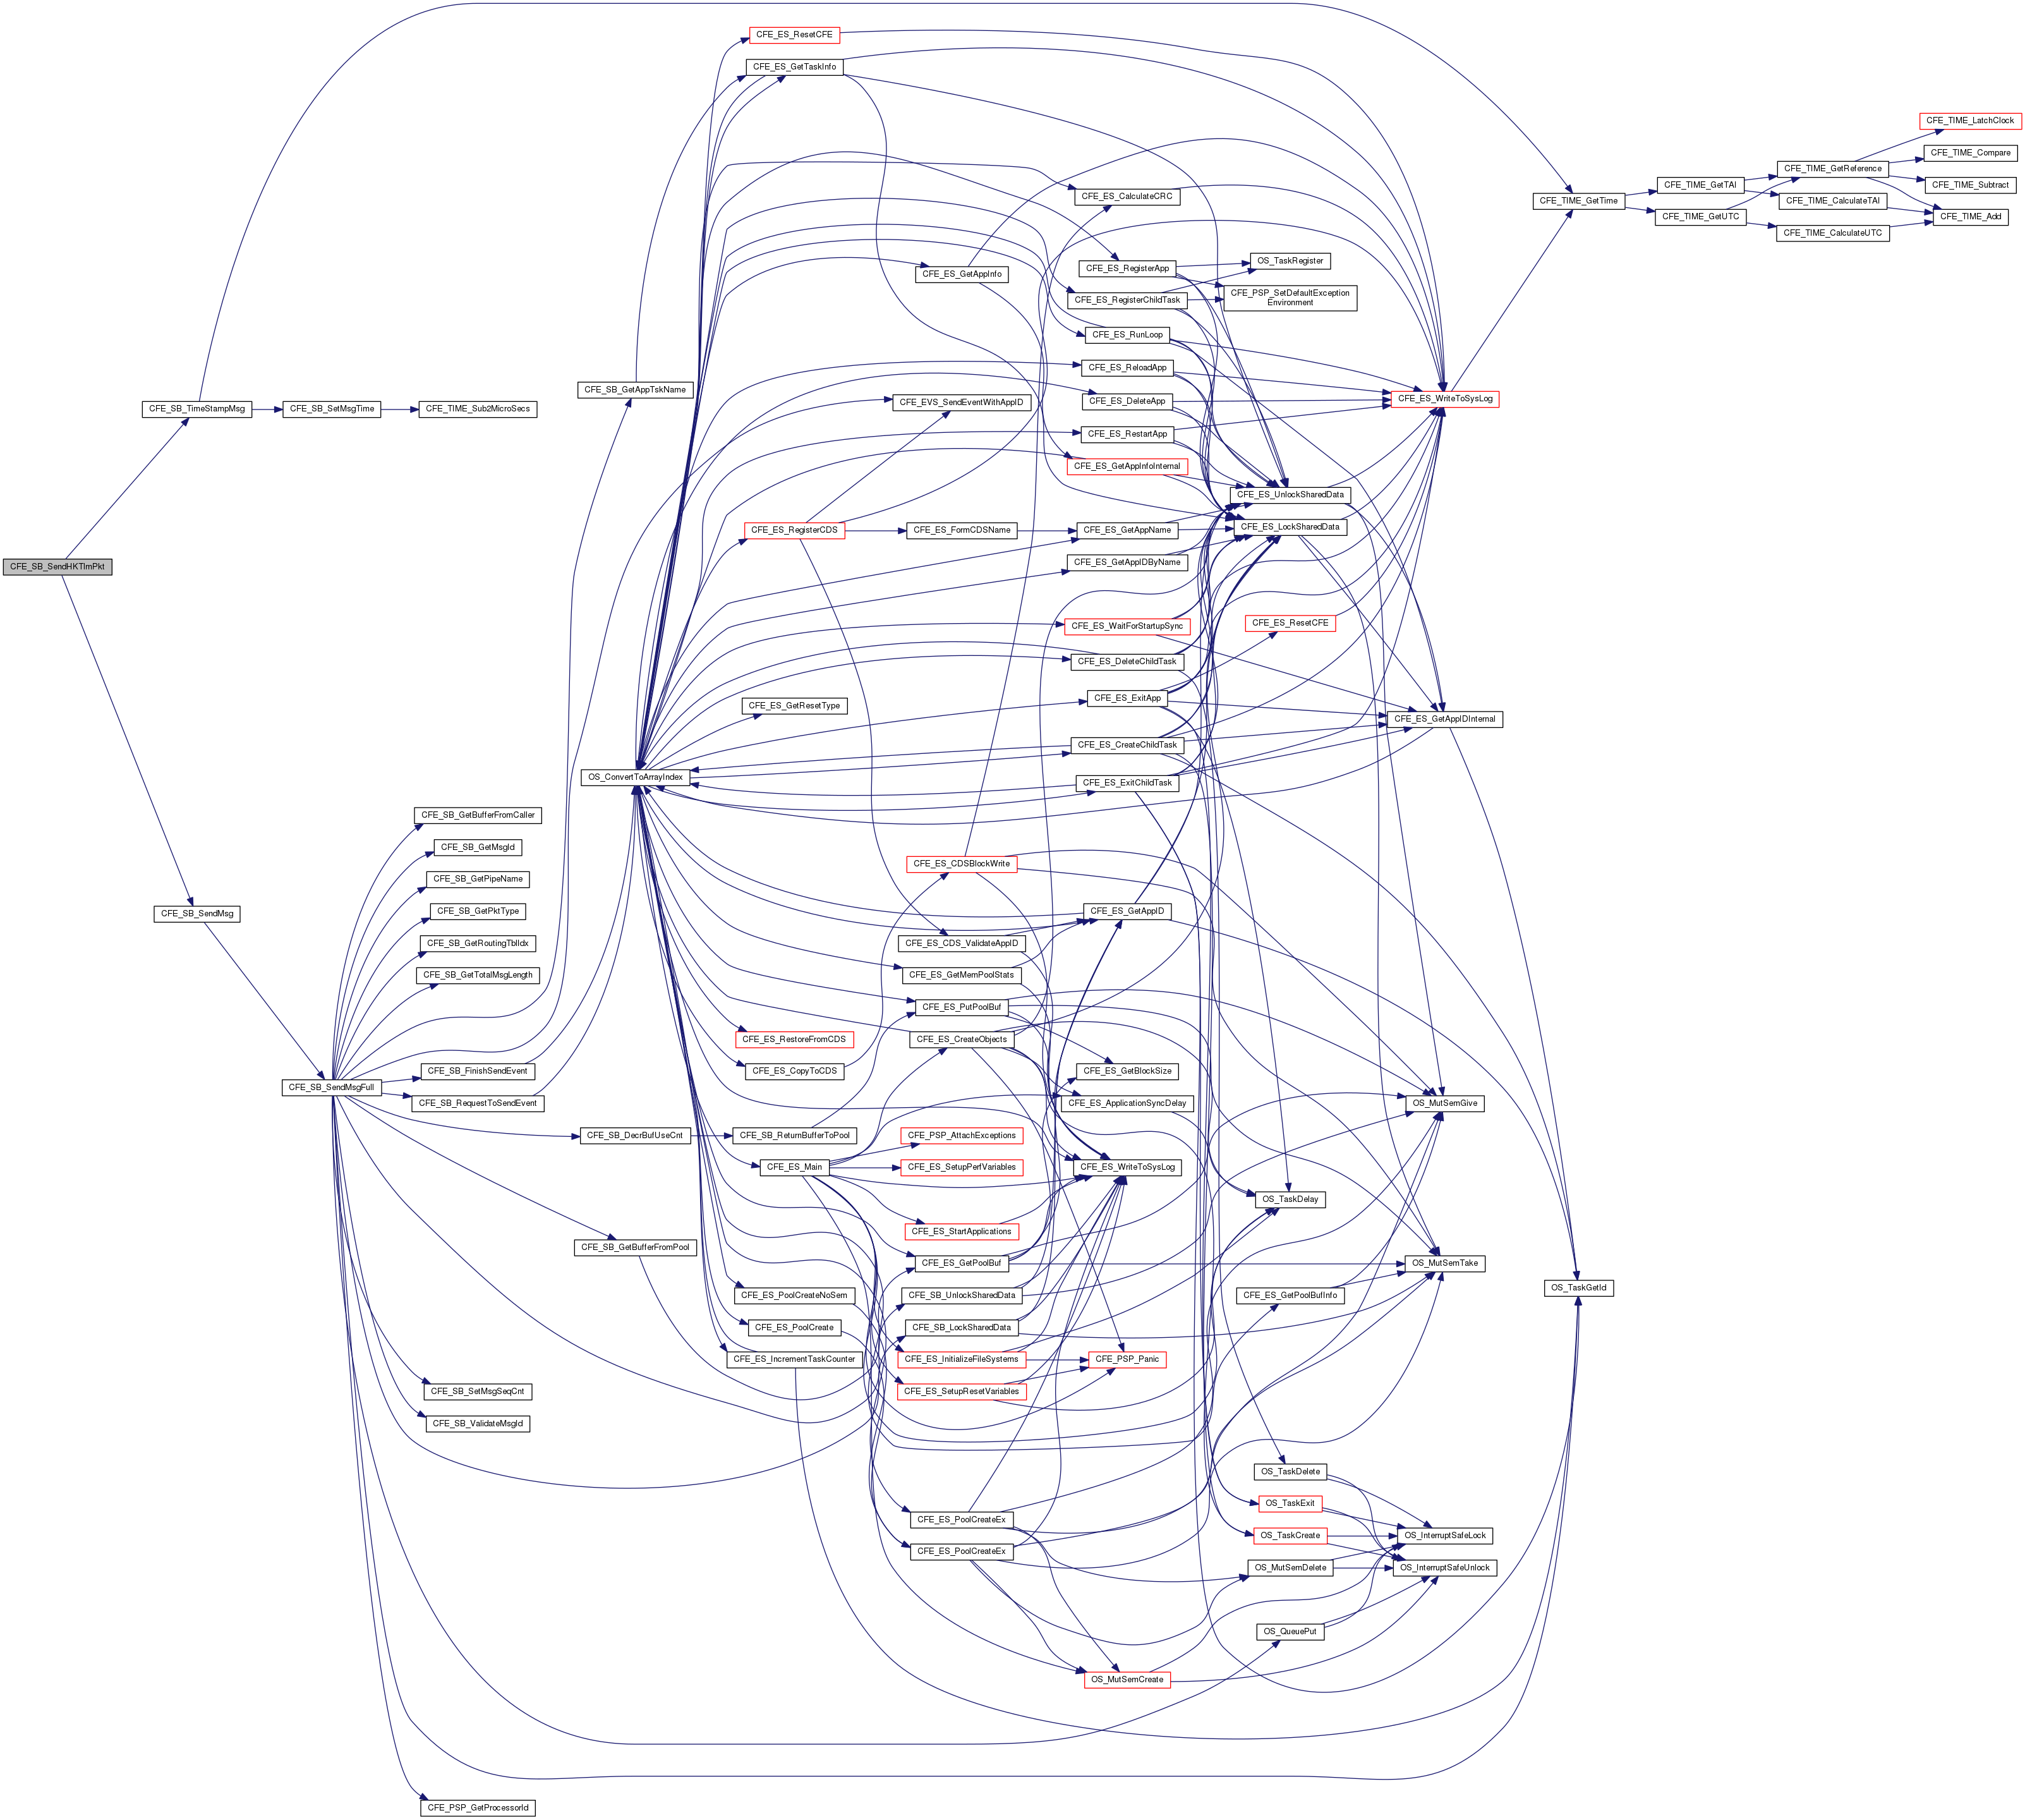 CFE_SB_SendHKTlmPkt
CFE_SB_TimeStampMsg
CFE_SB_SendMsg
CFE_SB_SetMsgTime
CFE_SB_SendMsgFull
CFE_TIME_Sub2MicroSecs
CFE_SB_GetBufferFromCaller
CFE_SB_GetMsgId
CFE_SB_GetPipeName
CFE_SB_GetPktType
CFE_SB_GetRoutingTblIdx
CFE_SB_GetTotalMsgLength
CFE_SB_FinishSendEvent
CFE_SB_RequestToSendEvent
CFE_SB_SetMsgSeqCnt
CFE_SB_ValidateMsgId
CFE_PSP_GetProcessorId
CFE_SB_GetAppTskName
OS_ConvertToArrayIndex
CFE_SB_DecrBufUseCnt
CFE_SB_GetBufferFromPool
CFE_ES_ResetCFE
CFE_ES_GetTaskInfo
CFE_ES_RegisterCDS
CFE_ES_GetResetType
CFE_ES_RestoreFromCDS
CFE_ES_CopyToCDS
CFE_SB_ReturnBufferToPool
CFE_ES_Main
CFE_ES_PoolCreateNoSem
CFE_ES_PoolCreate
CFE_ES_IncrementTaskCounter
CFE_ES_GetAppInfo
CFE_EVS_SendEventWithAppID
CFE_ES_FormCDSName
CFE_ES_CDSBlockWrite
CFE_ES_CDS_ValidateAppID
CFE_ES_GetMemPoolStats
CFE_ES_PutPoolBuf
CFE_ES_CreateObjects
CFE_PSP_AttachExceptions
CFE_ES_SetupPerfVariables
CFE_ES_StartApplications
CFE_ES_GetPoolBuf
CFE_SB_UnlockSharedData
CFE_SB_LockSharedData
CFE_ES_InitializeFileSystems
CFE_ES_SetupResetVariables
CFE_ES_PoolCreateEx
CFE_ES_PoolCreateEx
CFE_ES_CalculateCRC
CFE_ES_RegisterApp
CFE_ES_RegisterChildTask
CFE_ES_RunLoop
CFE_ES_ReloadApp
CFE_ES_DeleteApp
CFE_ES_RestartApp
CFE_ES_GetAppInfoInternal
CFE_ES_GetAppName
CFE_ES_GetAppIDByName
CFE_ES_WaitForStartupSync
CFE_ES_DeleteChildTask
CFE_ES_ExitApp
CFE_ES_CreateChildTask
CFE_ES_ExitChildTask
CFE_ES_GetAppID
CFE_ES_GetBlockSize
CFE_ES_ApplicationSyncDelay
CFE_ES_WriteToSysLog
CFE_PSP_Panic
OS_MutSemCreate
OS_TaskRegister
CFE_PSP_SetDefaultException
Environment
CFE_ES_UnlockSharedData
CFE_ES_LockSharedData
CFE_ES_ResetCFE
OS_TaskDelay
CFE_ES_GetPoolBufInfo
OS_TaskDelete
OS_TaskExit
OS_TaskCreate
OS_MutSemDelete
OS_QueuePut
CFE_ES_WriteToSysLog
CFE_ES_GetAppIDInternal
OS_MutSemGive
OS_MutSemTake
OS_InterruptSafeLock
OS_InterruptSafeUnlock
CFE_TIME_GetTime
OS_TaskGetId
CFE_TIME_GetTAI
CFE_TIME_GetUTC
CFE_TIME_GetReference
CFE_TIME_CalculateTAI
CFE_TIME_CalculateUTC
CFE_TIME_LatchClock
CFE_TIME_Compare
CFE_TIME_Subtract
CFE_TIME_Add